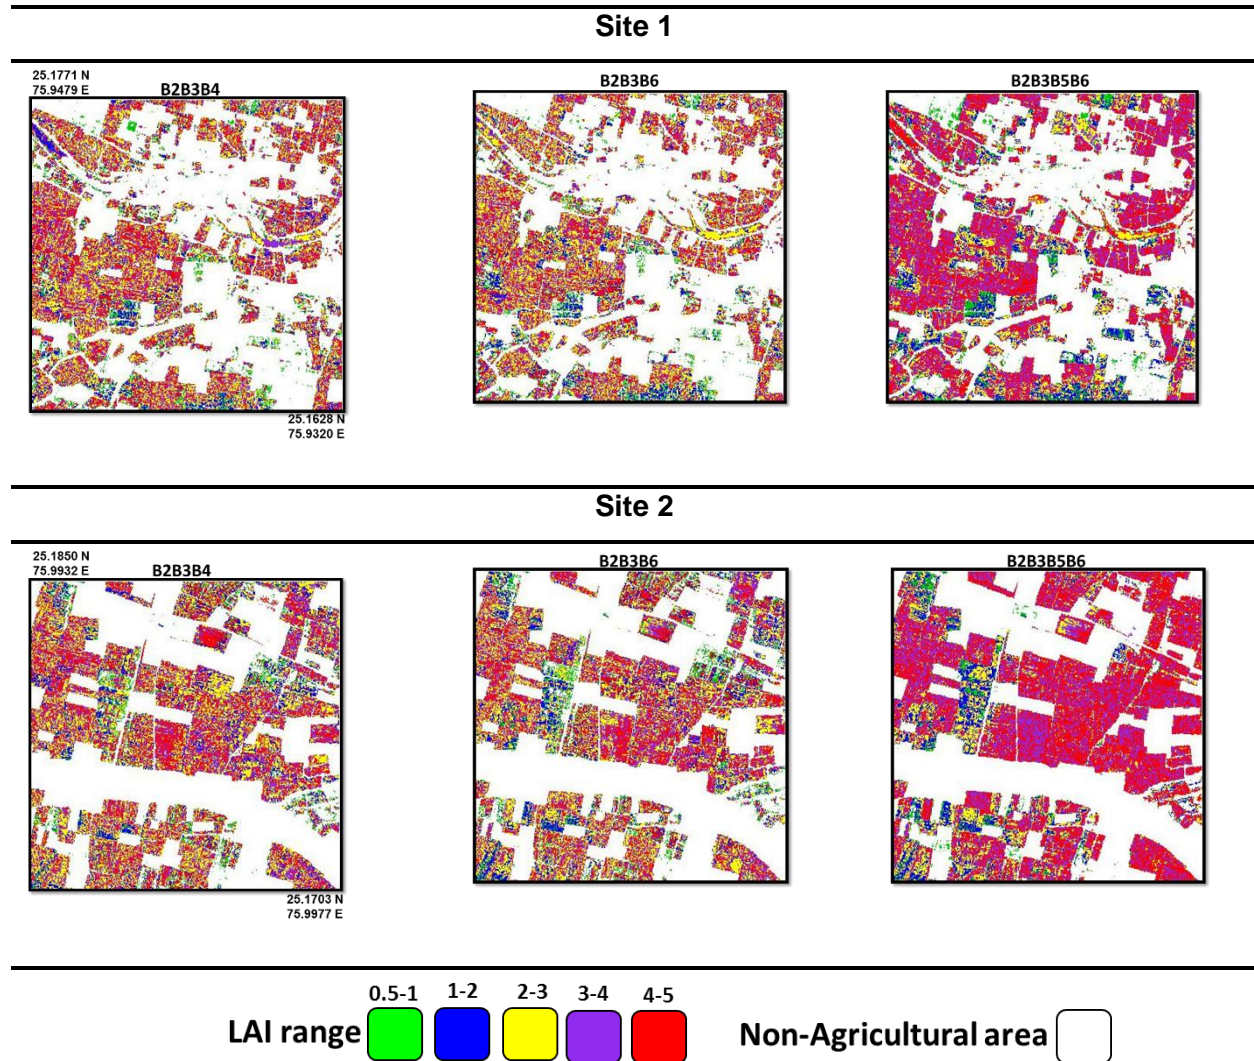 Site 1
25.1771 N
75.9479 E
B2B3B4
B2B3B6
B2B3B5B6
25.1628 N
75.9320 E
Site 2
25.1850 N
75.9932 E
B2B3B4
B2B3B6
B2B3B5B6
25.1703 N
75.9977 E
0.5-1 1-2 2-3 3-4 4-5
LAI range Non-Agricultural area